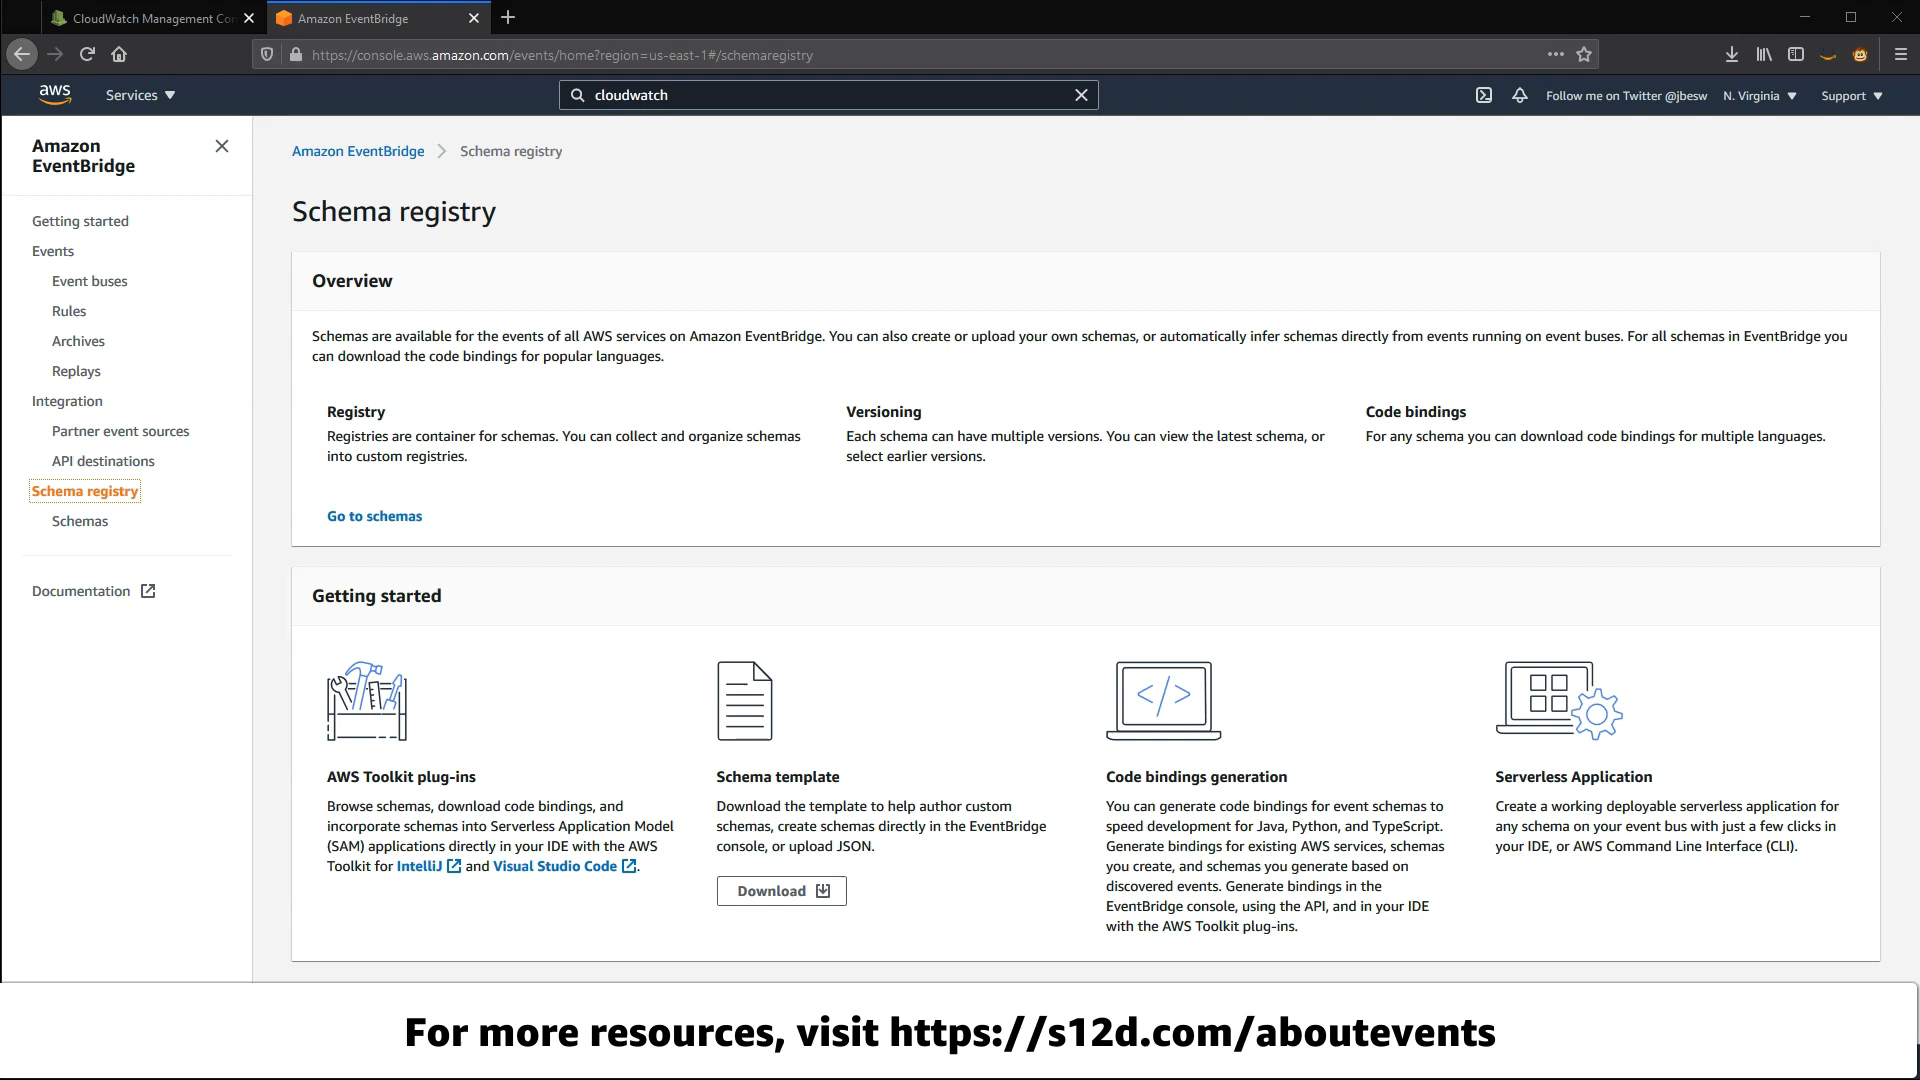 CloudWatch Management Con
Amazon EventBridge
https://console.aws.amazon.com/events/home?region=us-east-1#/schemaregistry
aws
Services
cloudwatch
Follow me on Twitter @jbesw
N. Virginia
Support
Amazon
EventBridge
Getting started
Events
Event buses
Rules
Archives
Replays
Integration
Partner event sources
API destinations
Schema registry
Schemas
Documentation
Amazon EventBridge
Schema registry
Schema registry
Overview
Schemas are available for the events of all AWS services on Amazon EventBridge. You can also create or upload your own schemas, or automatically infer schemas directly from events running on event buses. For all schemas in EventBridge you
can download the code bindings for popular languages.
Registry
Registries are container for schemas. You can collect and organize schemas
into custom registries.
Versioning
Each schema can have multiple versions. You can view the latest schema, or
select earlier versions.
Code bindings
For any schema you can download code bindings for multiple languages.
Go to schemas
Getting started
AWS Toolkit plug-ins
Browse schemas, download code bindings, and
incorporate schemas into Serverless Application Model
(SAM) applications directly in your IDE with the AWS
Toolkit for IntelliJ and Visual Studio Code .
Schema template
Download the template to help author custom
schemas, create schemas directly in the EventBridge
console, or upload JSON.
Download
</>
Code bindings generation
You can generate code bindings for event schemas to
speed development for Java, Python, and TypeScript.
Generate bindings for existing AWS services, schemas
you create, and schemas you generate based on
discovered events. Generate bindings in the
EventBridge console, using the API, and in your IDE
with the AWS Toolkit plug-ins.
Serverless Application
Create a working deployable serverless application for
any schema on your event bus with just a few clicks in
your IDE, or AWS Command Line Interface (CLI).
For more resources, visit https://s12d.com/aboutevents